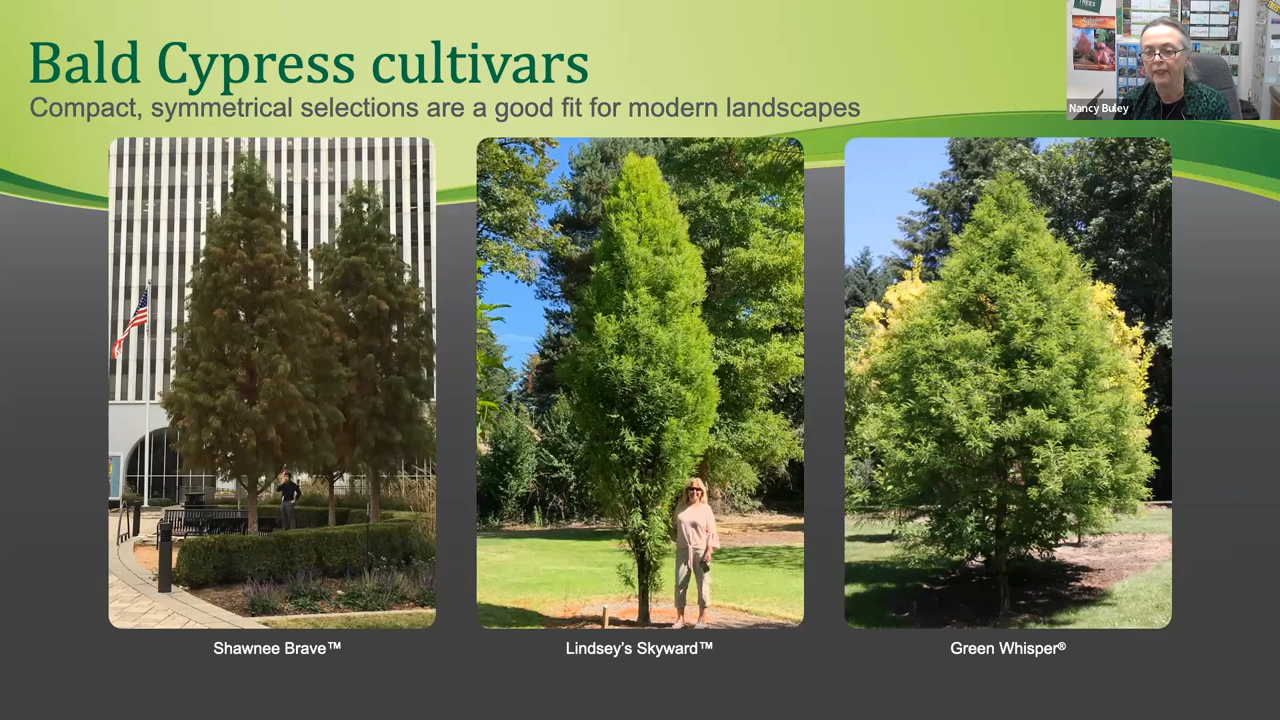 Bald Cypress cultivars
Compact, symmetrical selections are a good fit for modern landscapes
TREES
Nancy Buley
Shawnee Brave™
Lindsey's Skyward™
Green Whisper®